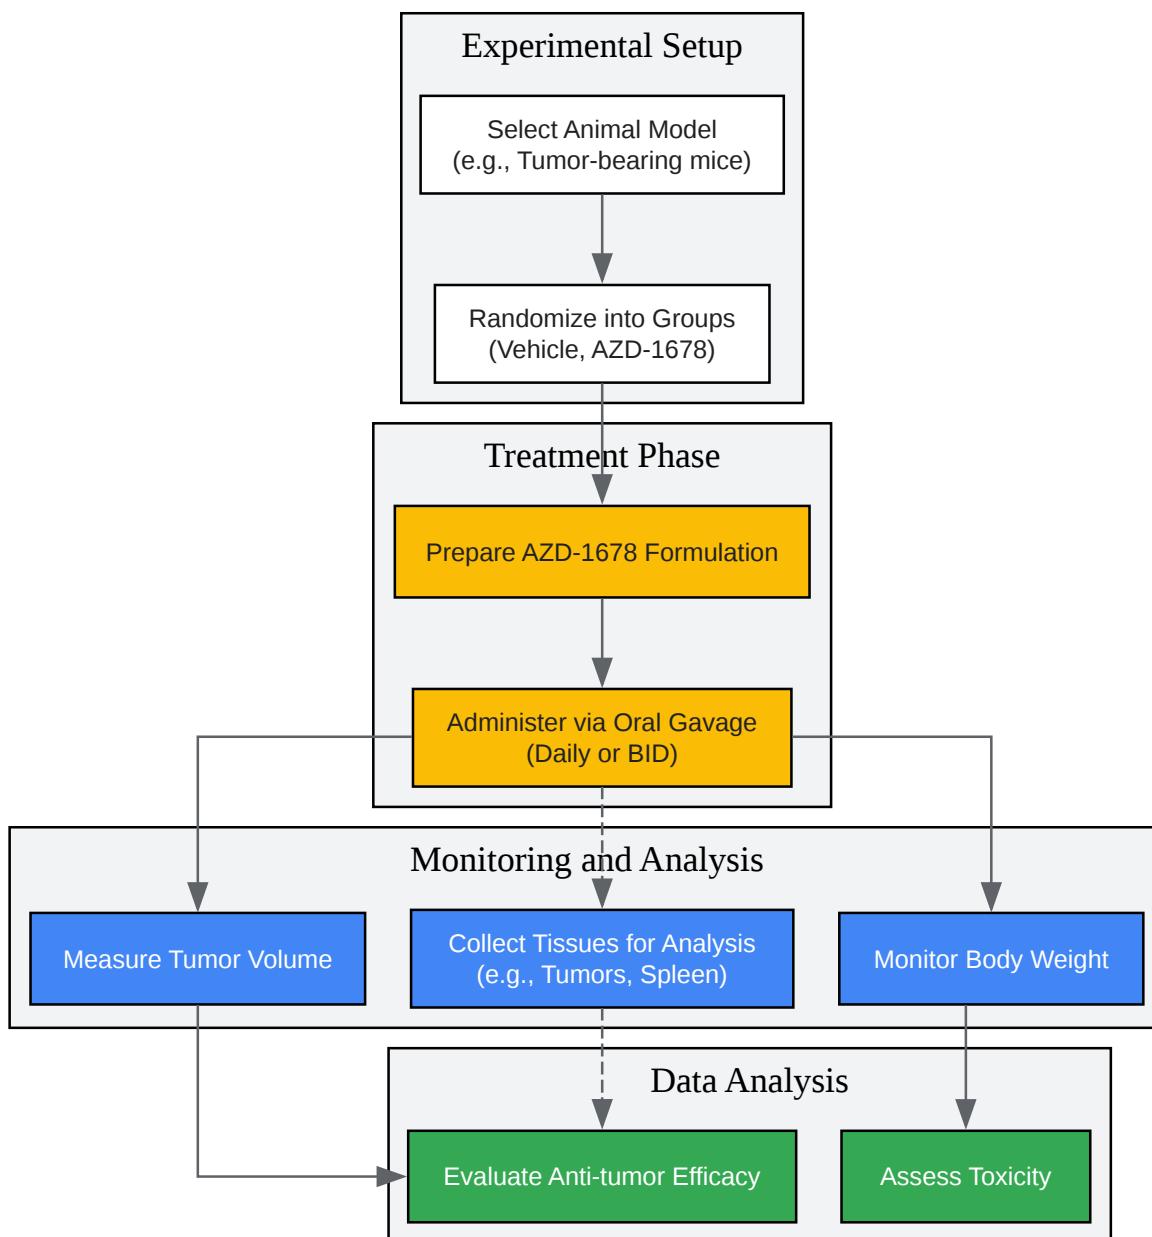 Experimental Setup
Select Animal Model
(e.g., Tumor-bearing mice)
Randomize into Groups
(Vehicle, AZD-1678)
Treatment Phase
Prepare AZD-1678 Formulation
Administer via Oral Gavage
(Daily or BID)
Monitoring and Analysis
Measure Tumor Volume
Collect Tissues for Analysis
(e.g., Tumors, Spleen)
Monitor Body Weight
Data Analysis
Evaluate Anti-tumor Efficacy
Assess Toxicity